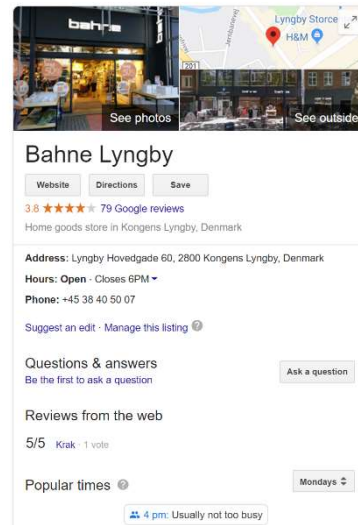 bahne
Jernbanevej
Lyngby Storce
H&M
201
See photos
See outside
Bahne Lyngby
Website
Directions
Save
3.8 ★★★★★ 79 Google reviews
Home goods store in Kongens Lyngby, Denmark
Address: Lyngby Hovedgade 60, 2800 Kongens Lyngby, Denmark
Hours: Open · Closes 6PM
Phone: +45 38 40 50 07
Suggest an edit · Manage this listing ?
Questions & answers
Be the first to ask a question
Ask a question
Reviews from the web
5/5 Krak · 1 vote
Popular times ?
Mondays
4 pm: Usually not too busy